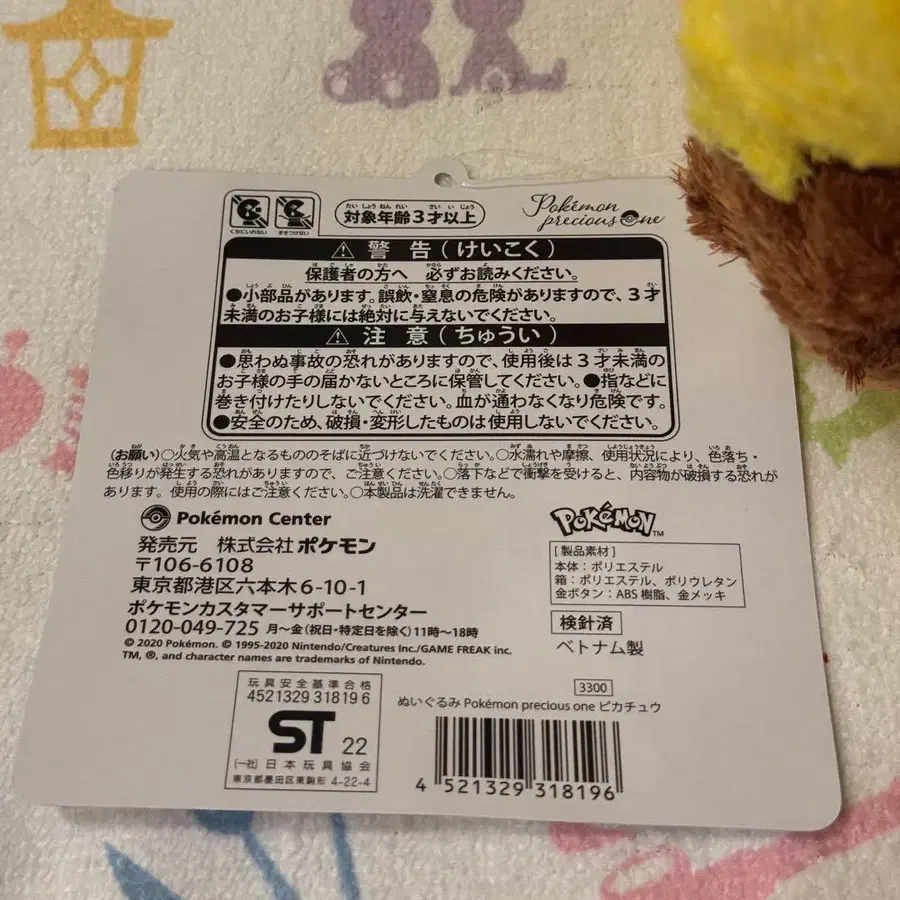 くちにいれない
まきつけない
対象年齢3才以上
Pokémon
precious One
⚠ 警告(けいこく)
保護者の方へ 必ずお読みください。
●小部品があります。誤飲・窒息の危険がありますので、3才
未満のお子様には絶対に与えないでください。
⚠ 注意(ちゅうい)
●思わぬ事故の恐れがありますので、使用後は3才未満の
お子様の手の届かないところに保管してください。●指などに
巻き付けたりしないでください。血が通わなくなり危険です。
●安全のため、破損・変形したものは使用しないでください。
(お願い)○火気や高温となるもののそばに近づけないでください。○水濡れや摩擦、使用状況により、色落ち・
色移りが発生する恐れがありますので、ご注意ください。○落下などで衝撃を受けると、内容物が破損する恐れが
あります。使用の際にはご注意ください。○本製品は洗濯できません。
Pokémon Center
発売元 株式会社 ポケモン
〒106-6108
東京都港区六本木6-10-1
ポケモンカスタマーサポートセンター
0120-049-725 月〜金(祝日・特定日を除く)11時〜18時
© 2020 Pokémon. © 1995-2020 Nintendo/Creatures Inc./GAME FREAK inc.
TM, ®, and character names are trademarks of Nintendo.
POKÉMON™
[製品素材]
本体:ポリエステル
箱:ポリエステル、ポリウレタン
金ボタン:ABS樹脂、金メッキ
検針済
ベトナム製
玩具安全基準合格
4521329 318196
ST 22
(一社)日本玩具協会
東京都墨田区東駒形 4-22-4
3300
ぬいぐるみ Pokémon precious one ピカチュウ
4 521329 318196